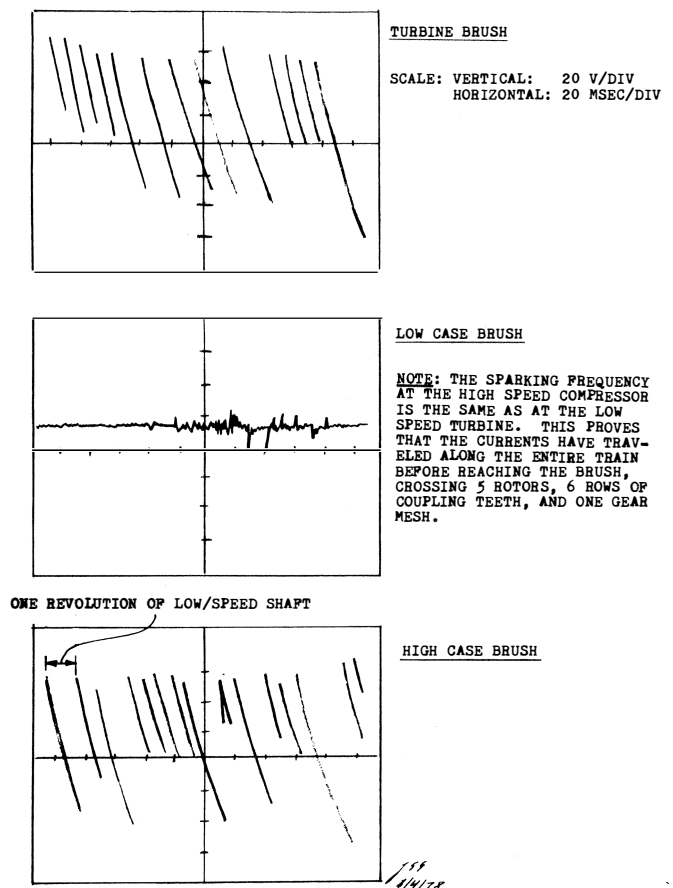 TURBINE BRUSH
SCALE: VERTICAL: 20 V/DIV
HORIZONTAL: 20 MSEC/DIV
LOW CASE BRUSH
NOTE: THE SPARKING FREQUENCY
AT THE HIGH SPEED COMPRESSOR
IS THE SAME AS AT THE LOW
SPEED TURBINE. THIS PROVES
THAT THE CURRENTS HAVE TRAV-
ELED ALONG THE ENTIRE TRAIN
BEFORE REACHING THE BRUSH,
CROSSING 5 ROTORS, 6 ROWS OF
COUPLING TEETH, AND ONE GEAR
MESH.
ONE REVOLUTION OF LOW/SPEED SHAFT
HIGH CASE BRUSH